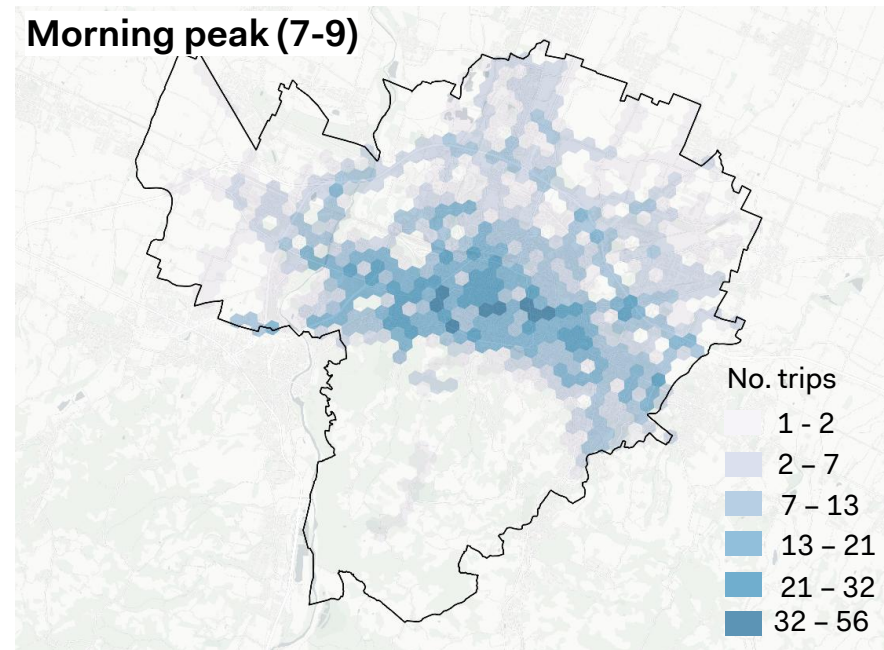 Morning peak (7-9)
No. trips
1 - 2
2 – 7
7 – 13
13 – 21
21 – 32
32 – 56